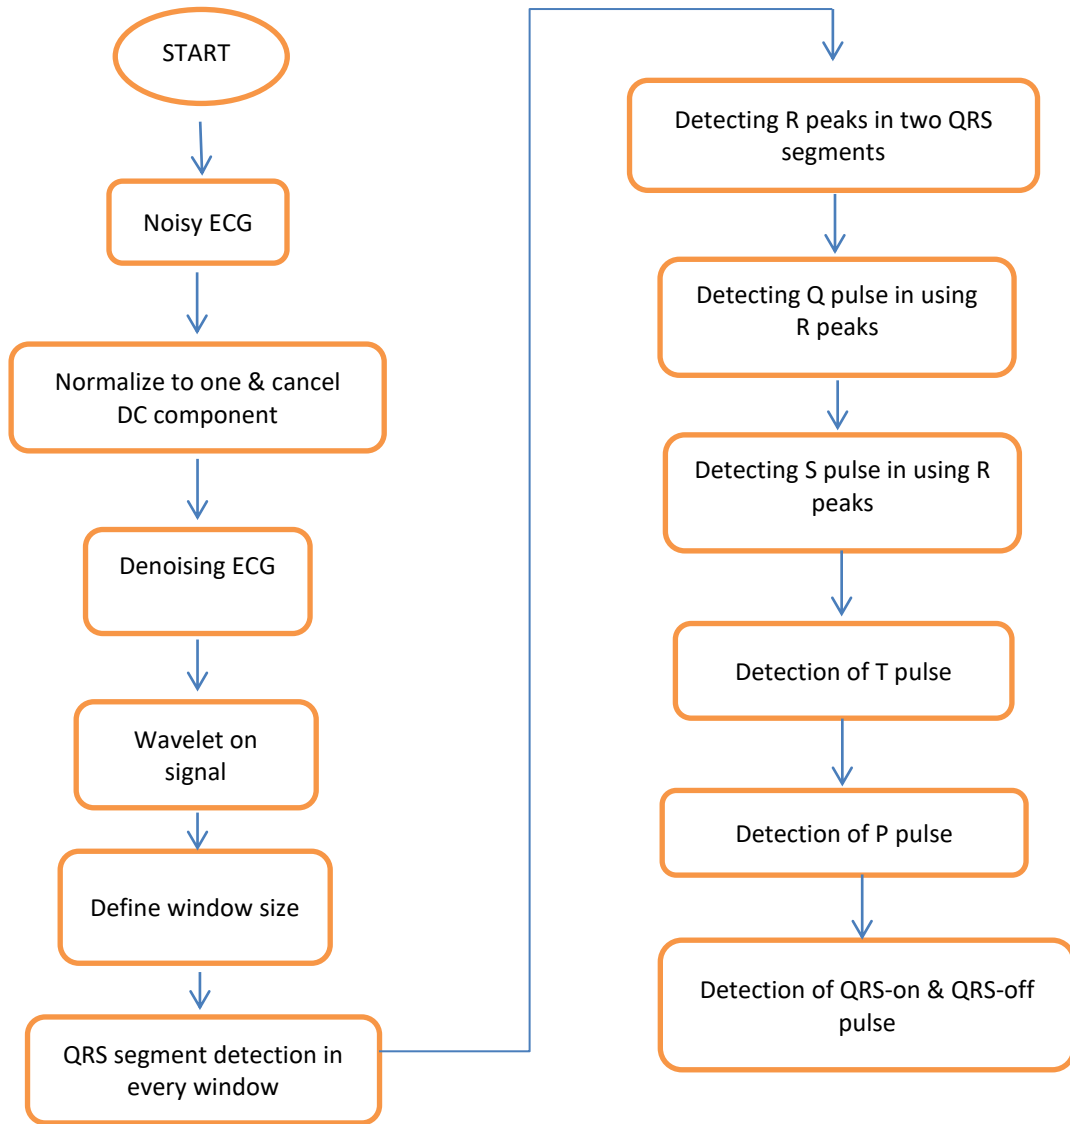 START
Noisy ECG
Normalize to one & cancel
DC component
Denoising ECG
Wavelet on
signal
Define window size
QRS segment detection in
every window
Detecting R peaks in two QRS
segments
Detecting Q pulse in using
R peaks
Detecting S pulse in using R
peaks
Detection of T pulse
Detection of P pulse
Detection of QRS-on & QRS-off
pulse